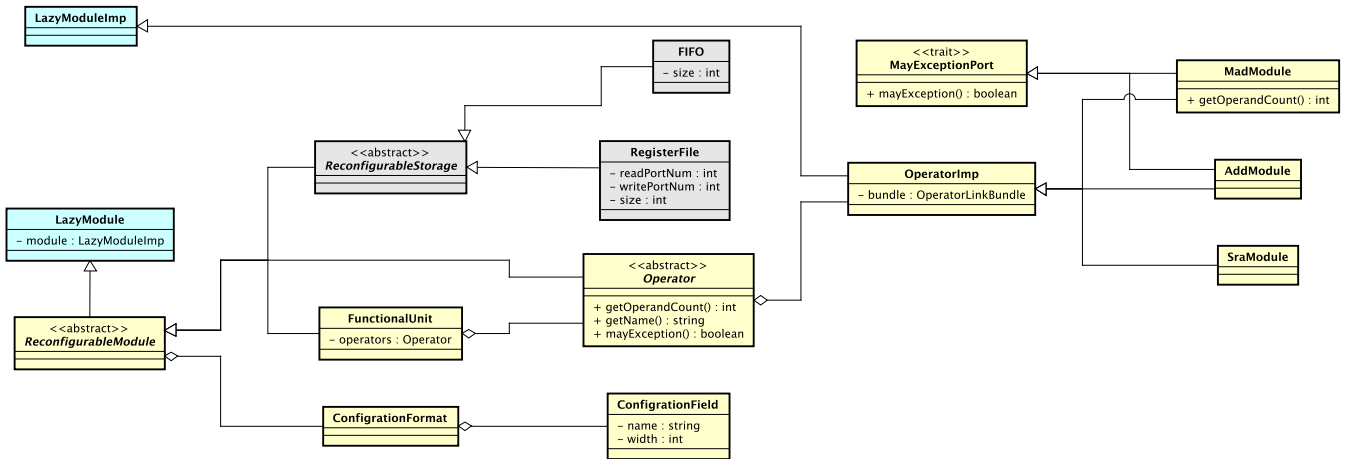 LazyModuleImp
FIFO
- size : int
<<trait>>
MayExceptionPort
+ mayException() : boolean
MadModule
+ getOperandCount() : int
<<abstract>>
ReconfigurableStorage
RegisterFile
- readPortNum : int
- writePortNum : int
- size : int
OperatorImp
- bundle : OperatorLinkBundle
AddModule
LazyModule
- module : LazyModuleImp
<<abstract>>
Operator
+ getOperandCount() : int
+ getName() : string
+ mayException() : boolean
SraModule
<<abstract>>
ReconfigurableModule
FunctionalUnit
- operators : Operator
ConfigrationFormat
ConfigrationField
- name : string
- width : int